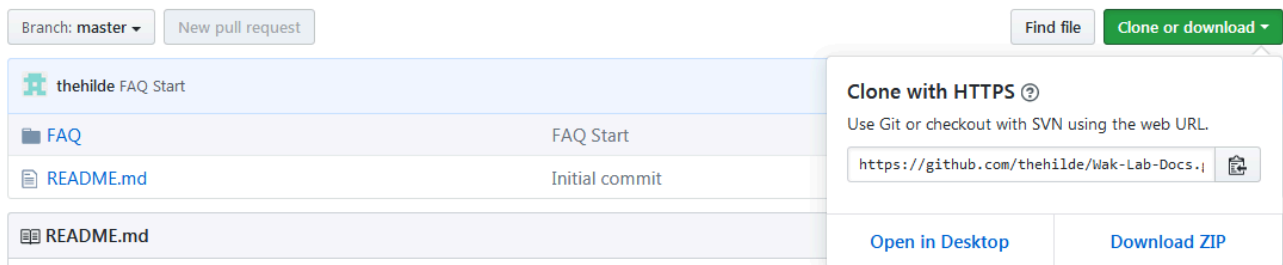 Branch: master
New pull request
Find file
Clone or download
thehilde FAQ Start
FAQ
FAQ Start
README.md
Initial commit
README.md
Clone with HTTPS
Use Git or checkout with SVN using the web URL.
https://github.com/thehilde/Wak-Lab-Docs.
Open in Desktop
Download ZIP